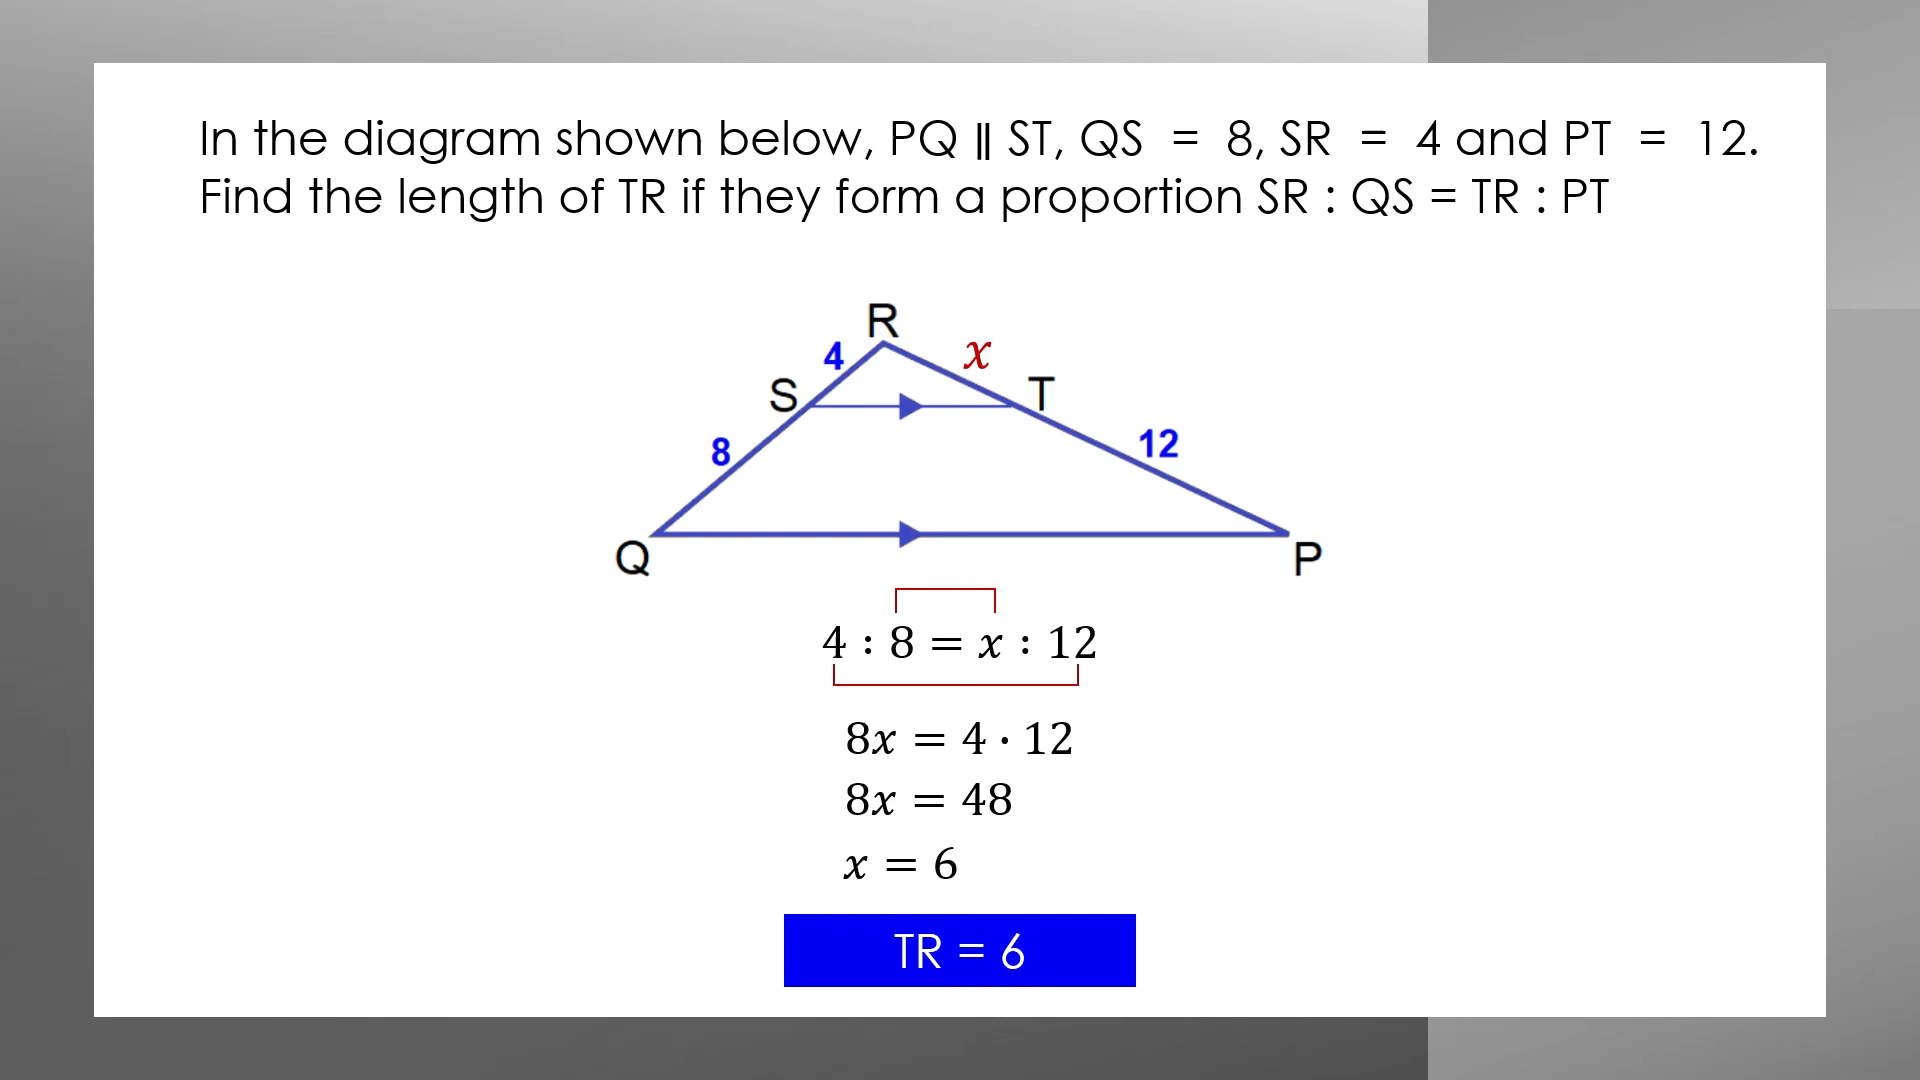 In the diagram shown below, PQ ∥ ST, QS = 8, SR = 4 and PT = 12.
Find the length of TR if they form a proportion SR : QS = TR : PT
R
4
x
S
T
8
12
Q
P
4 : 8 = x : 12
8x = 4 · 12
8x = 48
x = 6
TR = 6